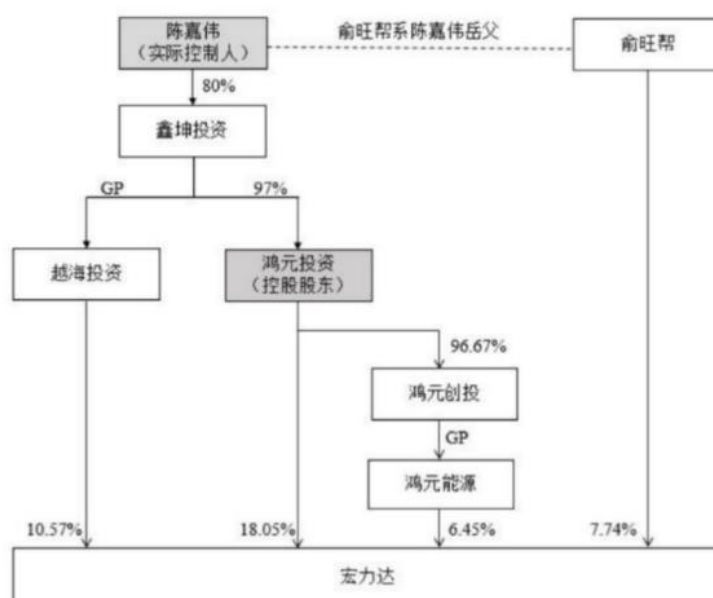 陈嘉伟
（实际控制人）
俞旺帮系陈嘉伟岳父
俞旺帮
80%
鑫坤投资
GP
97%
越海投资
鸿元投资
（控股股东）
96.67%
鸿元创投
GP
鸿元能源
10.57%
18.05%
6.45%
7.74%
宏力达